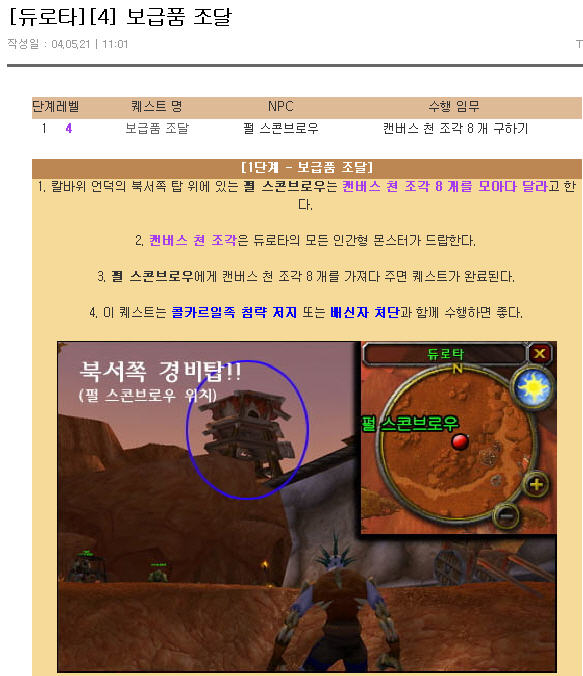 [듀로타][4] 보급품 조달
작성일 : 04,05,21 | 11:01
T
단계 레벨 퀘스트 명 NPC 수행 임무
1 4 보급품 조달 펄 스콘브로우 캔버스 천 조각 8 개 구하기
[1단계 - 보급품 조달]
1. 칼바위 언덕의 북서쪽 탑 위에 있는 펄 스콘브로우는 캔버스 천 조각 8 개를 모아다 달라고 한
다.
2. 캔버스 천 조각은 듀로타의 모든 인간형 몬스터가 드랍한다.
3. 펄 스콘브로우에게 캔버스 천 조각 8 개를 가져다 주면 퀘스트가 완료된다.
4. 이 퀘스트는 콜카르일족 침략 저지 또는 배신자 처단과 함께 수행하면 좋다.
북서쪽 경비탑!!
(펄 스콘브로우 위치)
듀로타
N
펄 스콘브로우